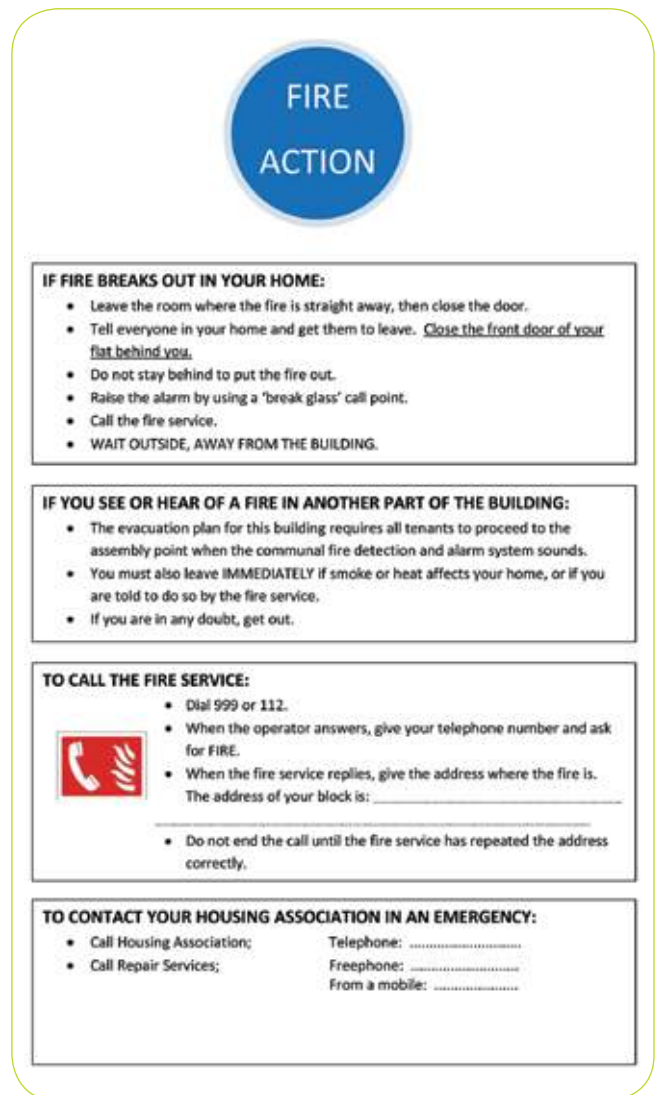 FIRE
ACTION
IF FIRE BREAKS OUT IN YOUR HOME:
• Leave the room where the fire is straight away, then close the door.
• Tell everyone in your home and get them to leave. Close the front door of your
flat behind you.
• Do not stay behind to put the fire out.
• Raise the alarm by using a 'break glass' call point.
• Call the fire service.
• WAIT OUTSIDE, AWAY FROM THE BUILDING.
IF YOU SEE OR HEAR OF A FIRE IN ANOTHER PART OF THE BUILDING:
• The evacuation plan for this building requires all tenants to proceed to the
assembly point when the communal fire detection and alarm system sounds.
• You must also leave IMMEDIATELY if smoke or heat affects your home, or if you
are told to do so by the fire service.
• If you are in any doubt, get out.
TO CALL THE FIRE SERVICE:
• Dial 999 or 112.
• When the operator answers, give your telephone number and ask
for FIRE.
• When the fire service replies, give the address where the fire is.
The address of your block is: ______________________________
______________________________________________________
• Do not end the call until the fire service has repeated the address
correctly.
TO CONTACT YOUR HOUSING ASSOCIATION IN AN EMERGENCY:
• Call Housing Association; Telephone: ............................
• Call Repair Services; Freephone: ...........................
From a mobile: .....................